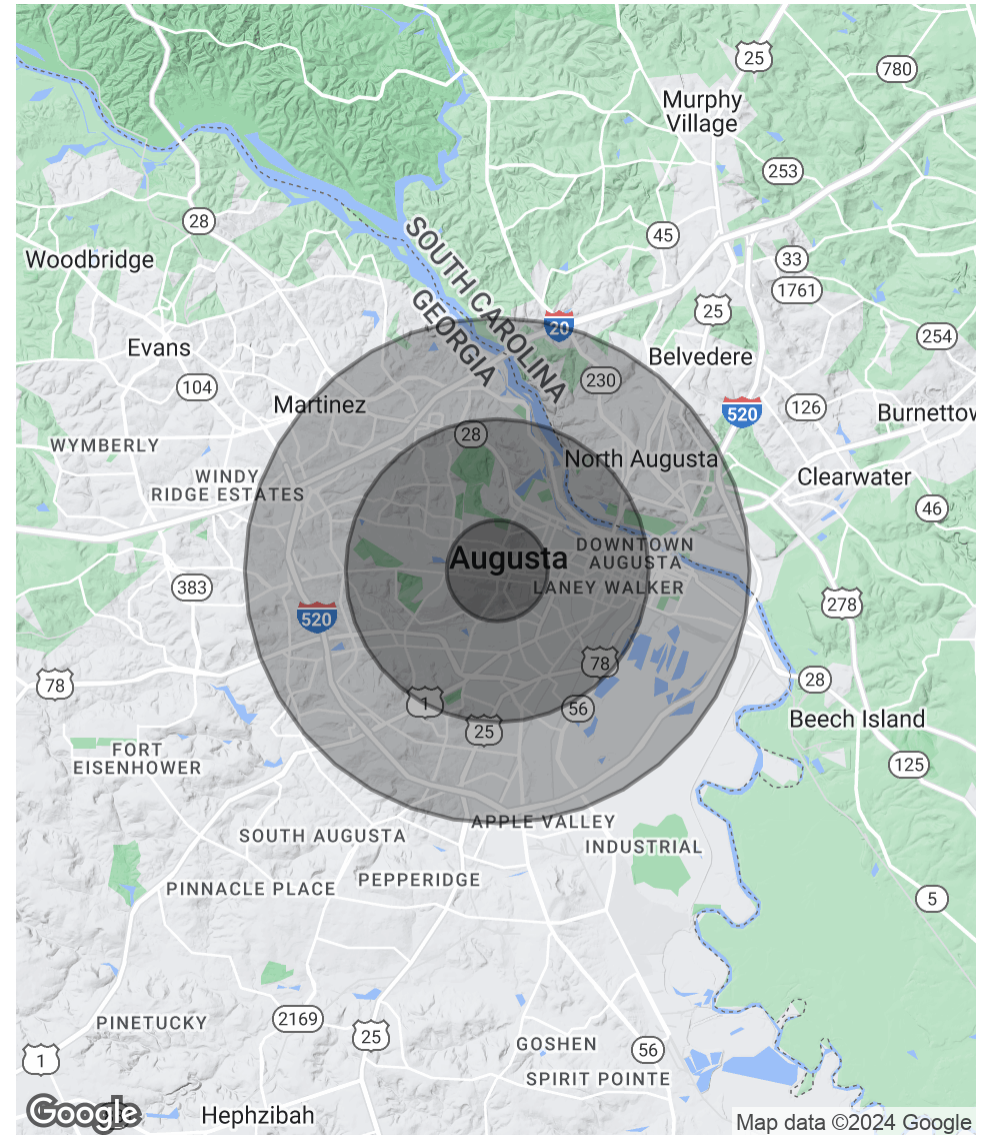 25
780
Murphy
Village
253
28
45
Woodbridge
33
1761
SOUTH CAROLINA
GEORGIA
25
20
254
Evans
Belvedere
230
104
Martinez
520
126
Burnettow
28
WYMBERLY
North Augusta
WINDY
RIDGE ESTATES
Clearwater
46
Augusta
DOWNTOWN
AUGUSTA
383
LANEY WALKER
278
520
78
78
28
1
56
25
Beech Island
FORT
EISENHOWER
125
SOUTH AUGUSTA
APPLE VALLEY
INDUSTRIAL
PINNACLE PLACE
PEPPERIDGE
5
PINETUCKY
2169
25
GOSHEN
56
1
SPIRIT POINTE
Google
Hephzibah
Map data ©2024 Google